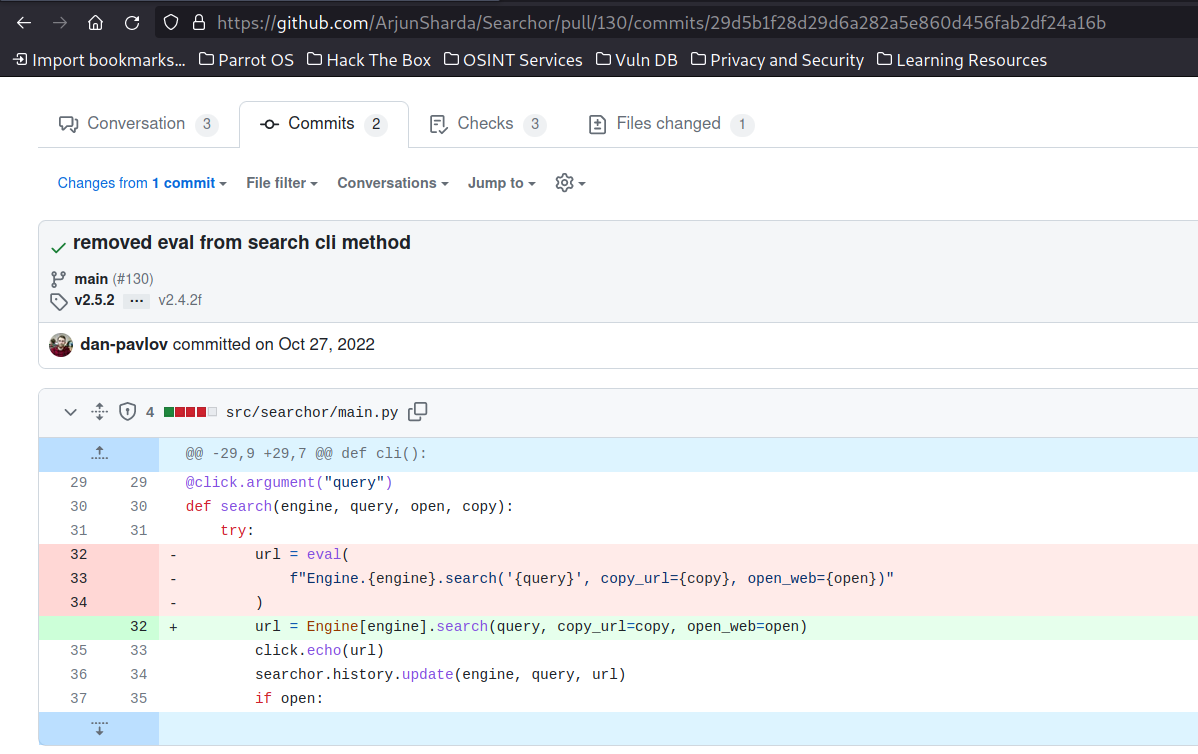 https://github.com/ArjunSharda/Searchor/pull/130/commits/29d5b1f28d29d6a282a5e860d456fab2df24a16b
Import bookmarks... Parrot OS Hack The Box OSINT Services Vuln DB Privacy and Security Learning Resources
Conversation 3 Commits 2 Checks 3 Files changed 1
Changes from 1 commit File filter Conversations Jump to
removed eval from search cli method
main (#130)
v2.5.2 ... v2.4.2f
dan-pavlov committed on Oct 27, 2022
4 src/searchor/main.py
@@ -29,9 +29,7 @@ def cli():
29 29 @click.argument("query")
30 30 def search(engine, query, open, copy):
31 31 try:
32 - url = eval(
33 - f"Engine.{engine}.search('{query}', copy_url={copy}, open_web={open})"
34 - )
32 + url = Engine[engine].search(query, copy_url=copy, open_web=open)
35 33 click.echo(url)
36 34 searchor.history.update(engine, query, url)
37 35 if open: